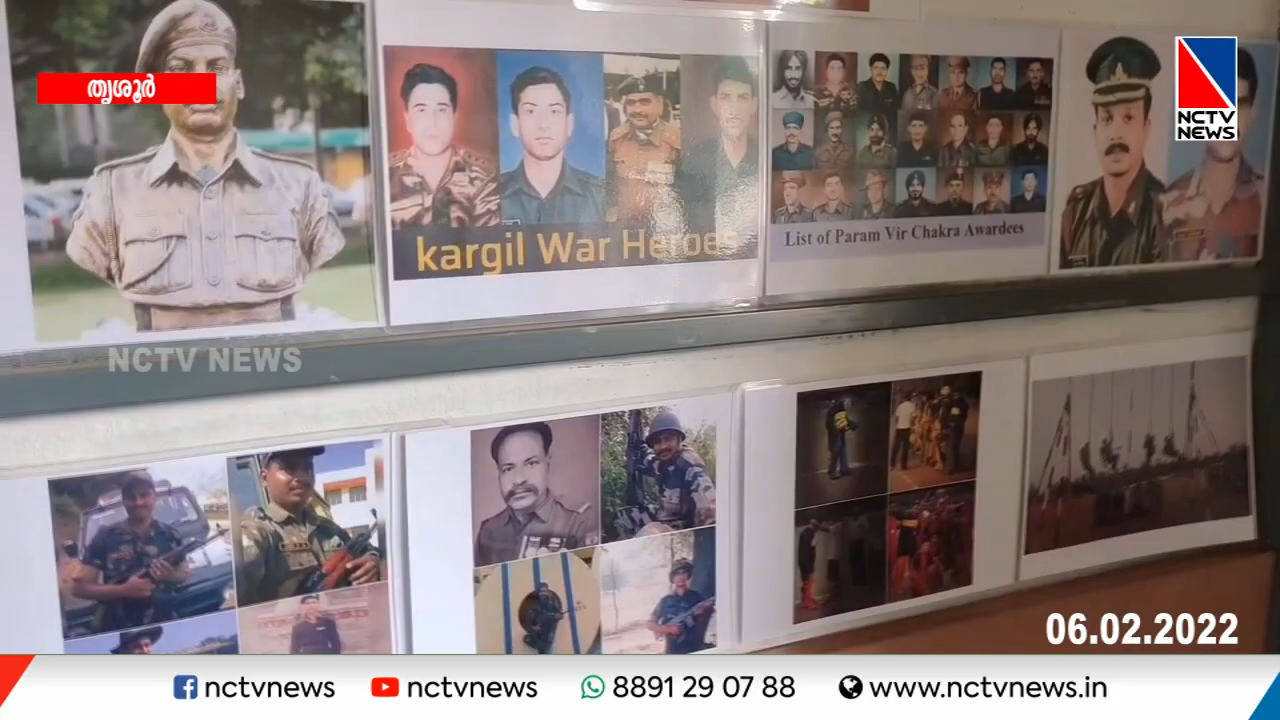 തൃശൂർ
NCTV
NEWS
kargil War Heroes
List of Param Vir Chakra Awardees
NCTV NEWS
06.02.2022
nctvnews nctvnews 8891 29 07 88 www.nctvnews.in